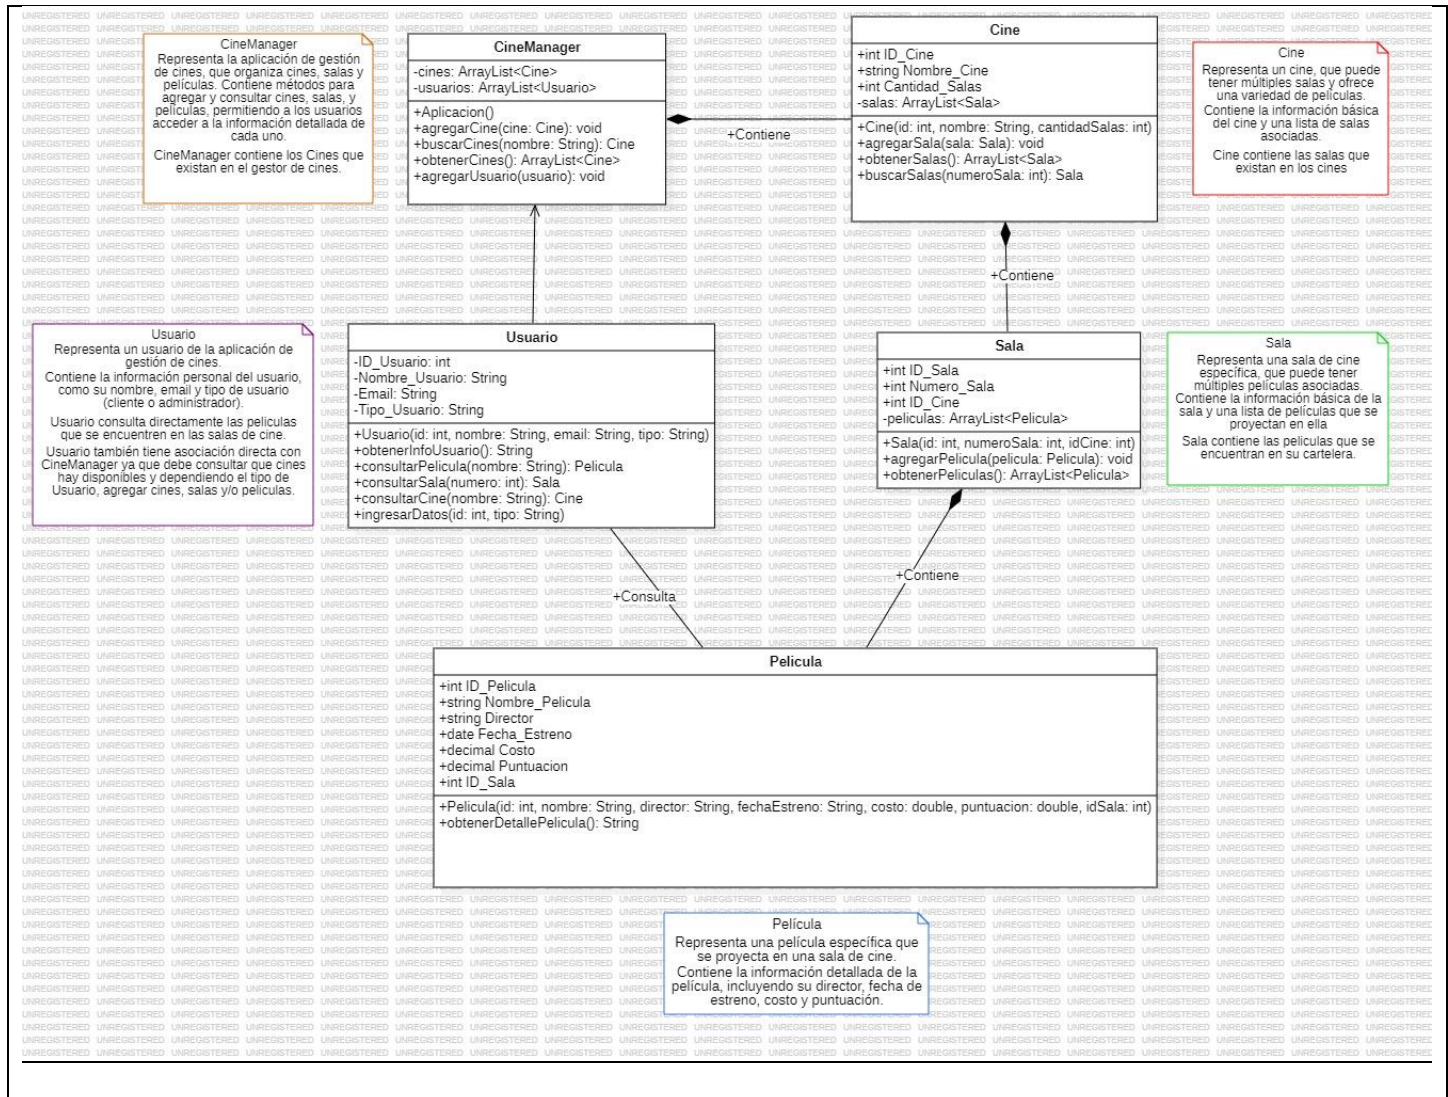 CineManager
Representa la aplicación de gestión
de cines, que organiza cines, salas y
películas. Contiene métodos para
agregar y consultar cines, salas, y
películas, permitiendo a los usuarios
acceder a la información detallada de
cada uno.
CineManager contiene los Cines que
existan en el gestor de cines.
CineManager
-cines: ArrayList<Cine>
-usuarios: ArrayList<Usuario>
+Aplicacion()
+agregarCine(cine: Cine): void
+buscarCines(nombre: String): Cine
+obtenerCines(): ArrayList<Cine>
+agregarUsuario(usuario): void
+Contiene
Cine
+int ID_Cine
+string Nombre_Cine
+int Cantidad_Salas
-salas: ArrayList<Sala>
+Cine(id: int, nombre: String, cantidadSalas: int)
+agregarSala(sala: Sala): void
+obtenerSalas(): ArrayList<Sala>
+buscarSalas(numeroSala: int): Sala
Cine
Representa un cine, que puede
tener múltiples salas y ofrece
una variedad de películas.
Contiene la información básica
del cine y una lista de salas
asociadas.
Cine contiene las salas que
existan en los cines
+Contiene
Usuario
Representa un usuario de la aplicación de
gestión de cines.
Contiene la información personal del usuario,
como su nombre, email y tipo de usuario
(cliente o administrador).
Usuario consulta directamente las peliculas
que se encuentren en las salas de cine.
Usuario también tiene asociación directa con
CineManager ya que debe consultar que cines
hay disponibles y dependiendo el tipo de
Usuario, agregar cines, salas y/o peliculas.
Usuario
-ID_Usuario: int
-Nombre_Usuario: String
-Email: String
-Tipo_Usuario: String
+Usuario(id: int, nombre: String, email: String, tipo: String)
+obtenerInfoUsuario(): String
+consultarPelicula(nombre: String): Pelicula
+consultarSala(numero: int): Sala
+consultarCine(nombre: String): Cine
+ingresarDatos(id: int, tipo: String)
Sala
+int ID_Sala
+int Numero_Sala
+int ID_Cine
-peliculas: ArrayList<Pelicula>
+Sala(id: int, numeroSala: int, idCine: int)
+agregarPelicula(pelicula: Pelicula): void
+obtenerPeliculas(): ArrayList<Pelicula>
Sala
Representa una sala de cine
específica, que puede tener
múltiples películas asociadas.
Contiene la información básica de la
sala y una lista de películas que se
proyectan en ella
Sala contiene las peliculas que se
encuentran en su cartelera.
+Consulta
+Contiene
Pelicula
+int ID_Pelicula
+string Nombre_Pelicula
+string Director
+date Fecha_Estreno
+decimal Costo
+decimal Puntuacion
+int ID_Sala
+Pelicula(id: int, nombre: String, director: String, fechaEstreno: String, costo: double, puntuacion: double, idSala: int)
+obtenerDetallePelicula(): String
Película
Representa una película específica que
se proyecta en una sala de cine.
Contiene la información detallada de la
película, incluyendo su director, fecha de
estreno, costo y puntuación.
UNREGISTERED